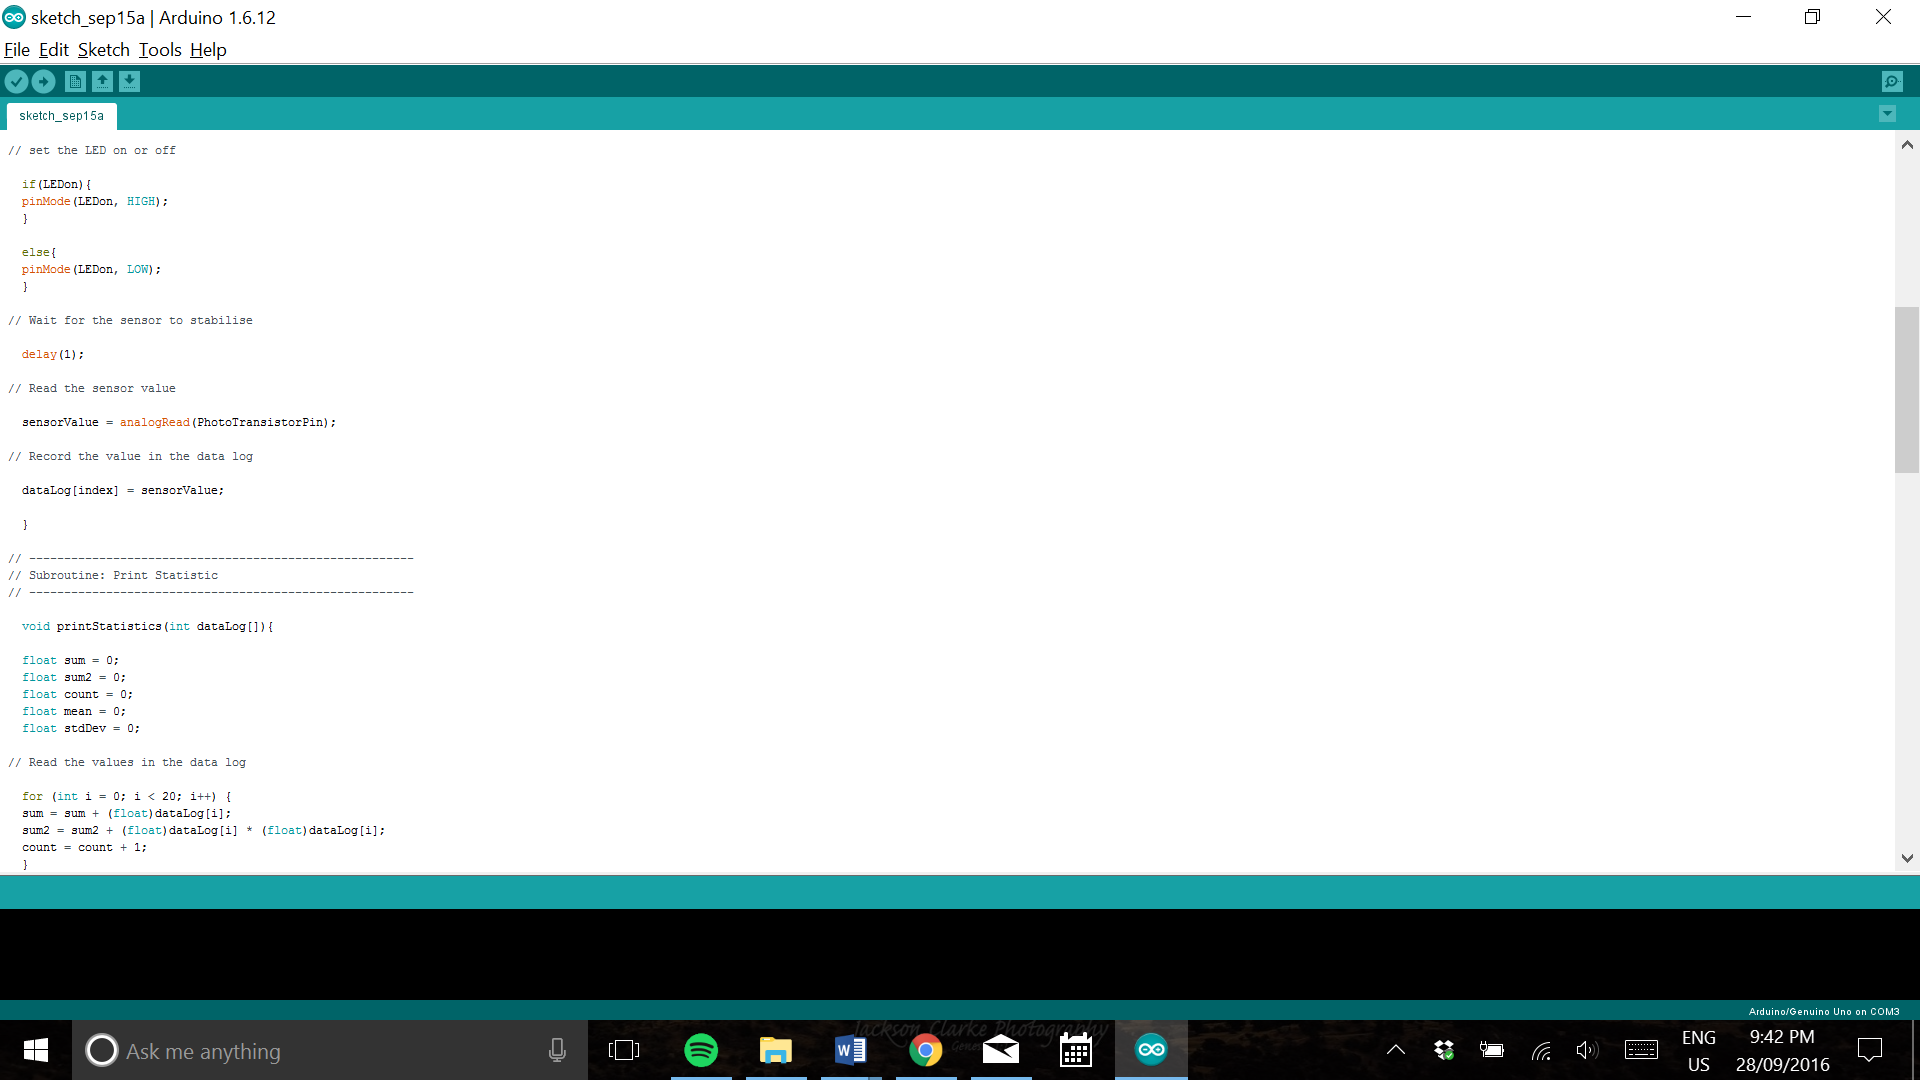 sketch_sep15a | Arduino 1.6.12
File Edit Sketch Tools Help
sketch_sep15a
// set the LED on or off
if(LEDon){
pinMode(LEDon, HIGH);
}
else{
pinMode(LEDon, LOW);
}
// Wait for the sensor to stabilise
delay(1);
// Read the sensor value
sensorValue = analogRead(PhotoTransistorPin);
// Record the value in the data log
dataLog[index] = sensorValue;
}
// -------------------------------------------------------
// Subroutine: Print Statistic
// -------------------------------------------------------
void printStatistics(int dataLog[]){
float sum = 0;
float sum2 = 0;
float count = 0;
float mean = 0;
float stdDev = 0;
// Read the values in the data log
for (int i = 0; i < 20; i++) {
sum = sum + (float)dataLog[i];
sum2 = sum2 + (float)dataLog[i] * (float)dataLog[i];
count = count + 1;
}
Arduino/Genuino Uno on COM3
Jackson Clarke Photography
Ask me anything
ENG
US
9:42 PM
28/09/2016